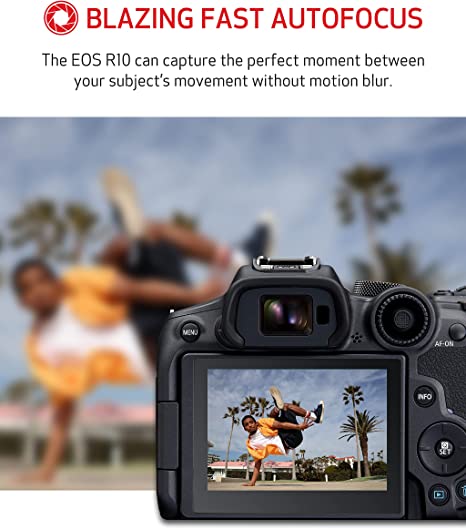 BLAZING FAST AUTOFOCUS
The EOS R10 can capture the perfect moment between
your subject's movement without motion blur.
MENU
AF-ON
INFO
SET